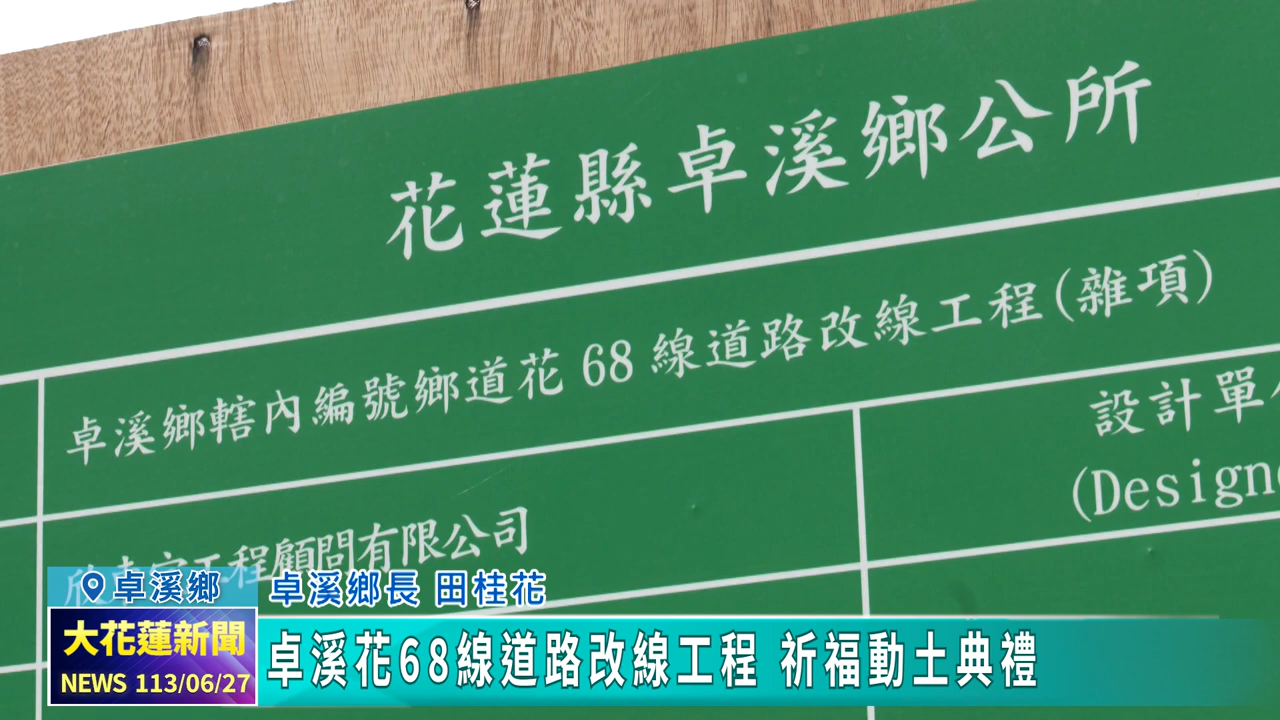 花蓮縣卓溪鄉公所
卓溪鄉轄內編號鄉道花68線道路改線工程(雜項)
設計單
(Design
工程顧問有限公司
卓溪鄉
卓溪鄉長 田桂花
大花蓮新聞
NEWS 113/06/27
卓溪花68線道路改線工程 祈福動土典禮